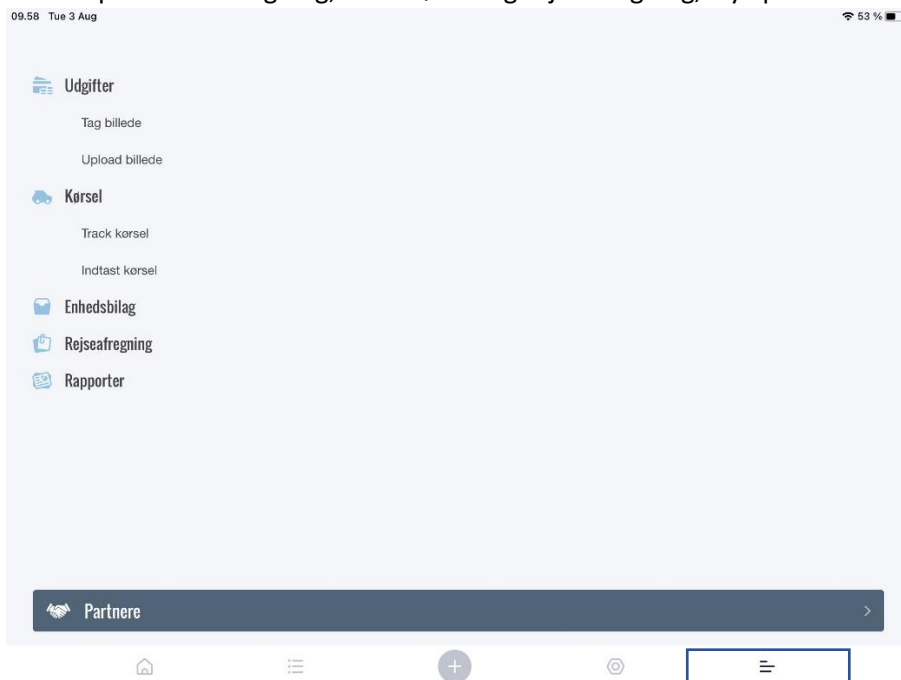 09.58 Tue 3 Aug 53 %
Udgifter
Tag billede
Upload billede
Kørsel
Track kørsel
Indtast kørsel
Enhedsbilag
Rejseafregning
Rapporter
Partnere